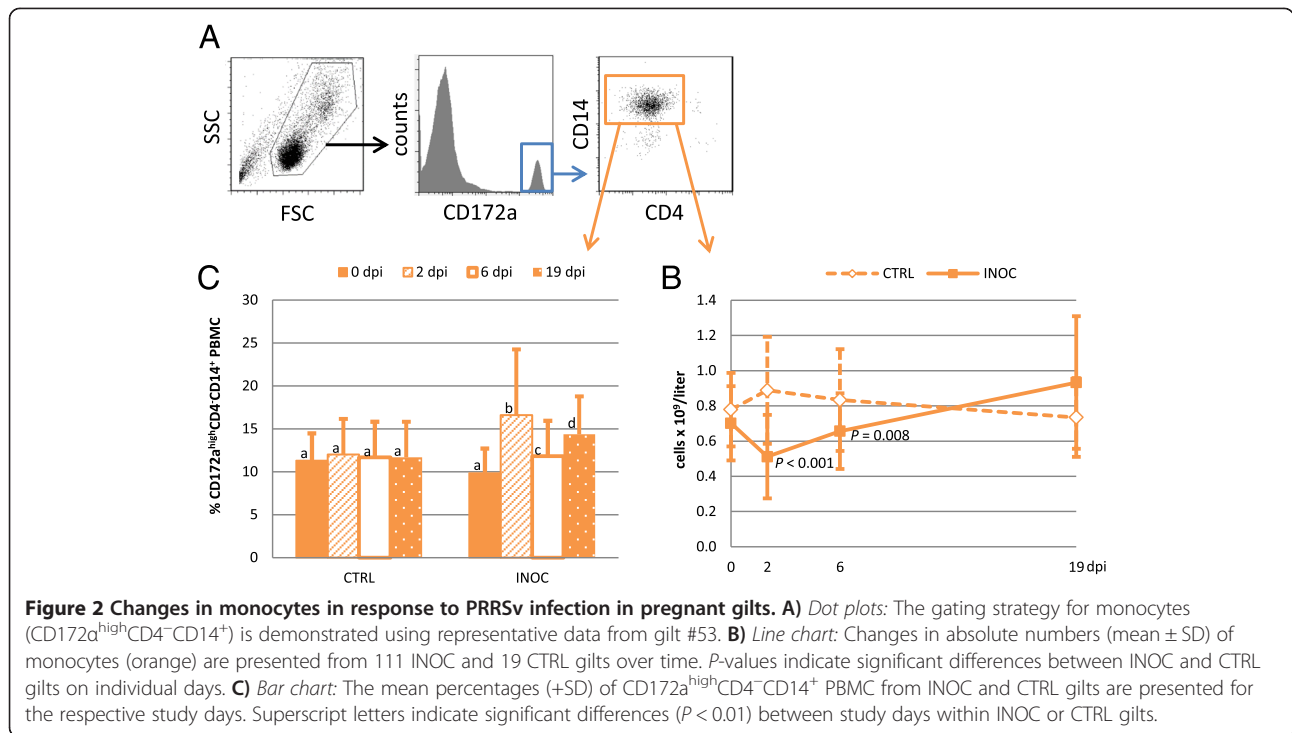 A
SSC
FSC
counts
CD172a
CD14
CD4
C
0 dpi 2 dpi 6 dpi 19 dpi
% CD172a^high CD4^- CD14^+ PBMC
30
25
20
15
10
5
0
a a a a
a b c d
CTRL INOC
B
CTRL INOC
cells x 10^9/liter
1.4
1.2
1.0
0.8
0.6
0.4
0.2
0.0
P < 0.001
P = 0.008
0 2 6 19 dpi
Figure 2 Changes in monocytes in response to PRRSv infection in pregnant gilts. A) Dot plots: The gating strategy for monocytes
(CD172α^high CD4^−CD14^+) is demonstrated using representative data from gilt #53. B) Line chart: Changes in absolute numbers (mean ± SD) of
monocytes (orange) are presented from 111 INOC and 19 CTRL gilts over time. P-values indicate significant differences between INOC and CTRL
gilts on individual days. C) Bar chart: The mean percentages (+SD) of CD172a^high CD4^−CD14^+ PBMC from INOC and CTRL gilts are presented for
the respective study days. Superscript letters indicate significant differences (P < 0.01) between study days within INOC or CTRL gilts.